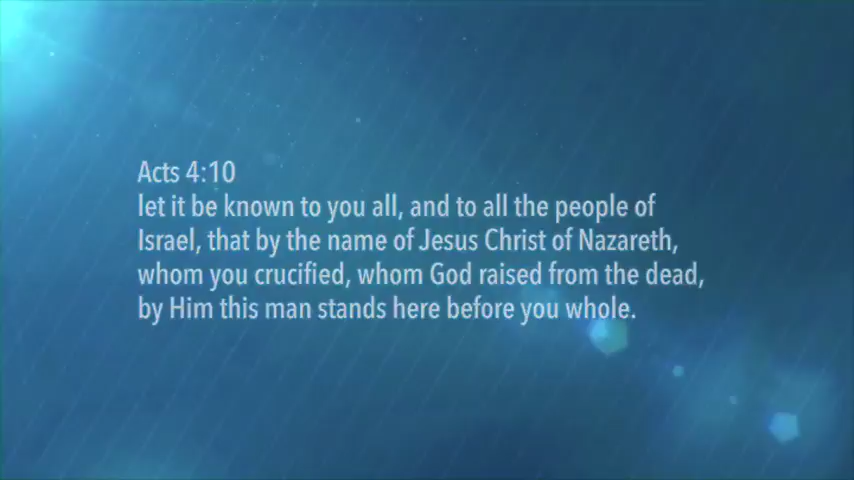 Acts 4:10
let it be known to you all, and to all the people of
Israel, that by the name of Jesus Christ of Nazareth,
whom you crucified, whom God raised from the dead,
by Him this man stands here before you whole.